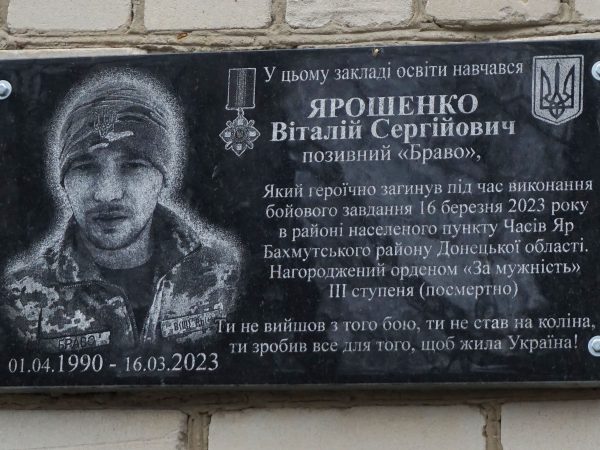 У цьому закладі освіти навчався
ЯРОШЕНКО
Віталій Сергійович
позивний «Браво»,
Який героїчно загинув під час виконання
бойового завдання 16 березня 2023 року
в районі населеного пункту Часів Яр
Бахмутського району Донецької області.
Нагороджений орденом «За мужність»
ІІІ ступеня (посмертно)
Ти не вийшов з того бою, ти не став на коліна,
ти зробив все для того, щоб жила Україна!
БРАВО
01.04.1990 - 16.03.2023